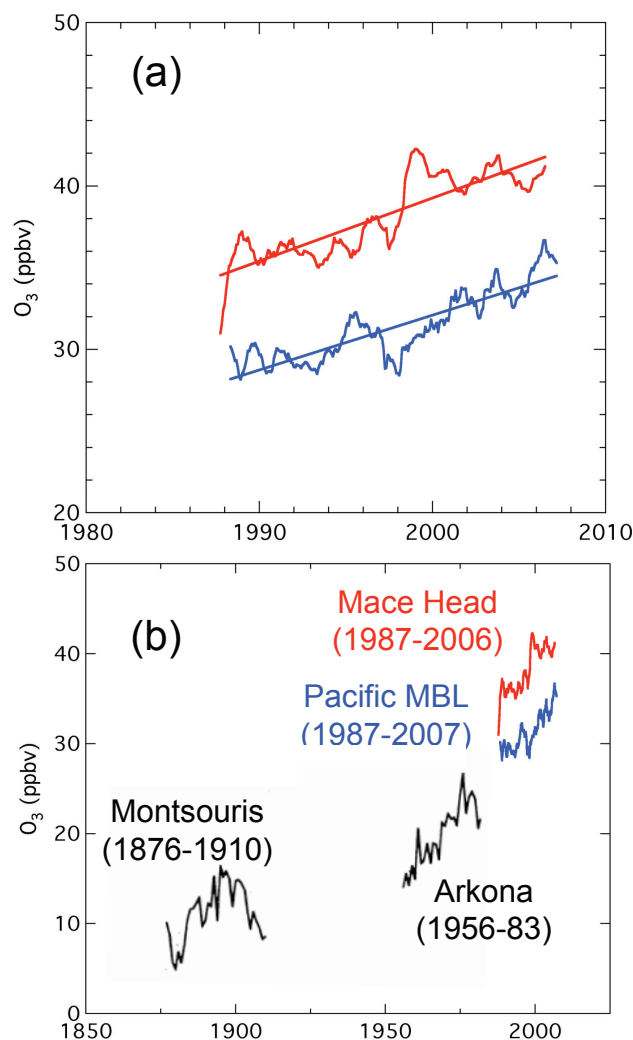 50
(a)
40
O3 (ppbv)
30
20
1980
1990
2000
2010
50
Mace Head
(b)
(1987-2006)
40
Pacific MBL
(1987-2007)
30
O3 (ppbv)
Montsouris
(1876-1910)
20
Arkona
(1956-83)
10
0
1850
1900
1950
2000